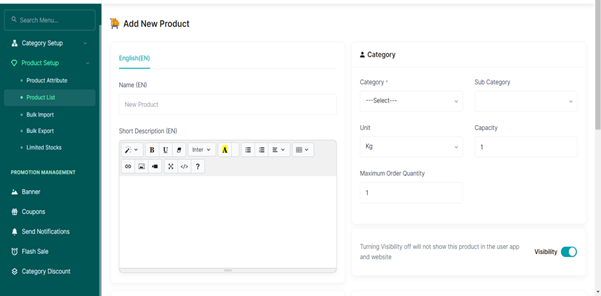 Search Menu...
Category Setup
Product Setup
Product Attribute
Product List
Bulk Import
Bulk Export
Limited Stocks
PROMOTION MANAGEMENT
Banner
Coupons
Send Notifications
Flash Sale
Category Discount
Add New Product
English(EN)
Name (EN)
New Product
Short Description (EN)
B U Inter A
</> ?
Category
Category * Sub Category
---Select---
Unit Capacity
Kg 1
Maximum Order Quantity
1
Turning Visibility off will not show this product in the user app
and website
Visibility